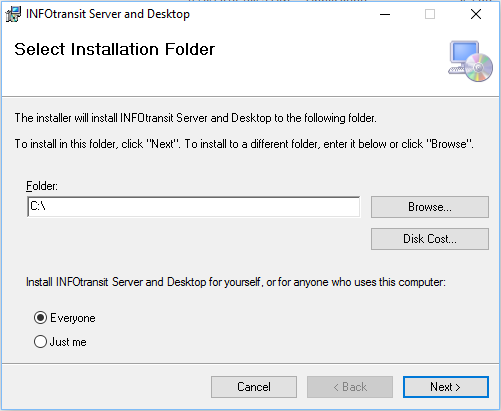 INFOtransit Server and Desktop
Select Installation Folder
The installer will install INFOtransit Server and Desktop to the following folder.
To install in this folder, click "Next". To install to a different folder, enter it below or click "Browse".
Folder:
C:\
Browse...
Disk Cost...
Install INFOtransit Server and Desktop for yourself, or for anyone who uses this computer:
Everyone
Just me
Cancel
< Back
Next >